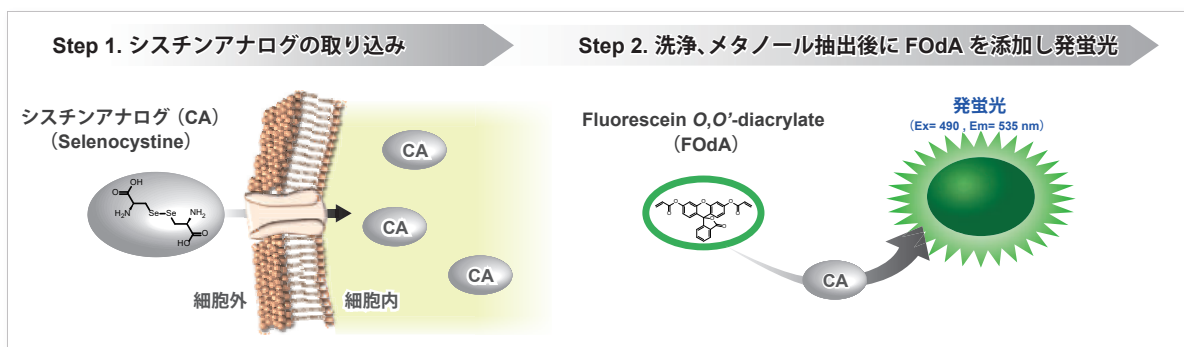 Step 1. シスチンアナログの取り込み
Step 2. 洗浄、メタノール抽出後に FOdA を添加し発蛍光
シスチンアナログ（CA）
（Selenocystine）
O
OH
H₂N
Se
Se
NH₂
HO
O
細胞外
細胞内
CA
CA
CA
Fluorescein O,O’-diacrylate
（FOdA）
O
O
O
O
O
O
O
CA
発蛍光
（Ex= 490 , Em= 535 nm）